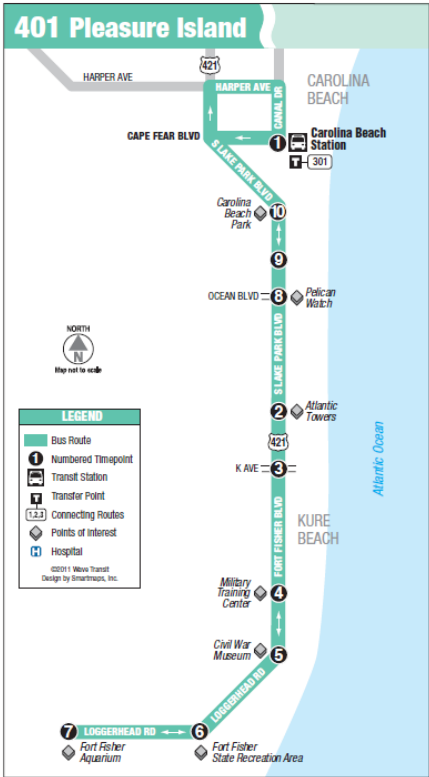 401 Pleasure Island
421
HARPER AVE
HARPER AVE
CAROLINA
BEACH
CANAL DR
CAPE FEAR BLVD
1
Carolina Beach
Station
T 301
S LAKE PARK BLVD
Carolina
Beach
Park
10
9
OCEAN BLVD
8
Pelican
Watch
NORTH
N
Map not to scale
S LAKE PARK BLVD
2
Atlantic
Towers
421
K AVE
3
Atlantic Ocean
KURE
BEACH
FORT FISHER BLVD
LEGEND
Bus Route
1 Numbered Timepoint
Transit Station
T Transfer Point
1,2,3 Connecting Routes
Points of Interest
H Hospital
©2011 Wave Transit
Design by Smartmaps, Inc.
Military
Training
Center
4
Civil War
Museum
5
LOGGERHEAD RD
7
LOGGERHEAD RD
6
Fort Fisher
Aquarium
Fort Fisher
State Recreation Area